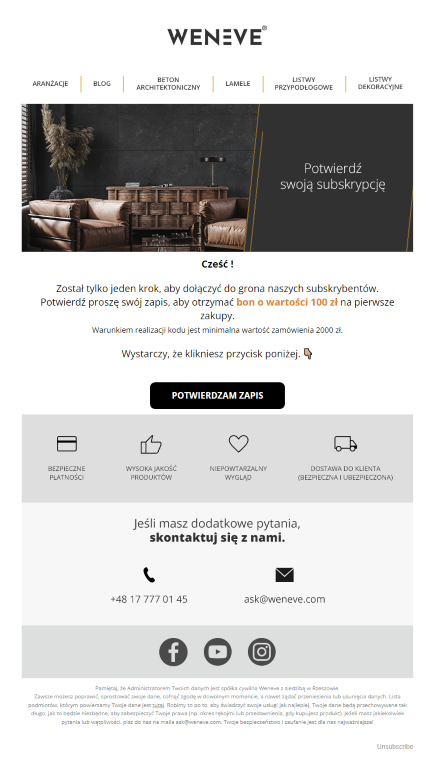 WENEVE®
ARANŻACJE
BLOG
BETON
ARCHITEKTONICZNY
LAMELE
LISTWY
PRZYPODŁOGOWE
LISTWY
DEKORACYJNE
Potwierdź
swoją subskrypcję
Cześć !
Został tylko jeden krok, aby dołączyć do grona naszych subskrybentów.
Potwierdź proszę swój zapis, aby otrzymać bon o wartości 100 zł na pierwsze
zakupy.
Warunkiem realizacji kodu jest minimalna wartość zamówienia 2000 zł.
Wystarczy, że klikniesz przycisk poniżej. 👇
POTWIERDZAM ZAPIS
BEZPIECZNE
PŁATNOŚCI
WYSOKA JAKOŚĆ
PRODUKTÓW
NIEPOWTARZALNY
WYGLĄD
DOSTAWA DO KLIENTA
(BEZPIECZNA I UBEZPIECZONA)
Jeśli masz dodatkowe pytania,
skontaktuj się z nami.
+48 17 777 01 45
ask@weneve.com
Pamiętaj, że Administratorem Twoich danych jest spółka cywilna Weneve z siedzibą w Rzeszowie.
Zawsze możesz poprawić, sprostować swoje dane, cofnąć zgodę w dowolnym momencie, a nawet żądać przeniesienia lub usunięcia danych. Lista
podmiotów, którym powierzamy Twoje dane jest tutaj. Robimy to po to, aby świadczyć swoje usługi jak najlepiej. Twoje dane będą przechowywane tak
długo, jak to będzie niezbędne, aby zabezpieczyć Twoje prawa (np. okres rękojmi lub przedawnienie, gdy kupujesz produkt). Jeżeli masz jakiekolwiek
pytania lub wątpliwości, pisz do nas na maila ask@weneve.com. Twoje bezpieczeństwo i zaufanie jest dla nas najważniejsze!
Unsubscribe